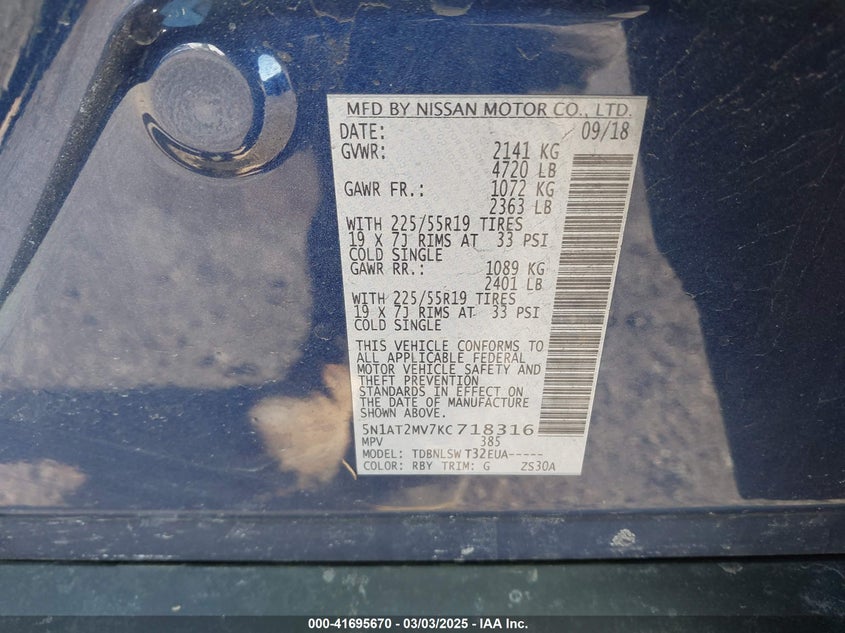 MFD BY NISSAN MOTOR CO., LTD.
DATE: 09/18
GVWR: 2141 KG
4720 LB
GAWR FR.: 1072 KG
2363 LB
WITH 225/55R19 TIRES
19 X 7J RIMS AT 33 PSI
COLD SINGLE
GAWR RR.: 1089 KG
2401 LB
WITH 225/55R19 TIRES
19 X 7J RIMS AT 33 PSI
COLD SINGLE
THIS VEHICLE CONFORMS TO
ALL APPLICABLE FEDERAL
MOTOR VEHICLE SAFETY AND
THEFT PREVENTION
STANDARDS IN EFFECT ON
THE DATE OF MANUFACTURE
SHOWN ABOVE.
5N1AT2MV7KC718316
MPV 385
MODEL: TDBNLSW T32EUA-----
COLOR: RBY TRIM: G ZS30A
000-41695670 - 03/03/2025 - IAA Inc.